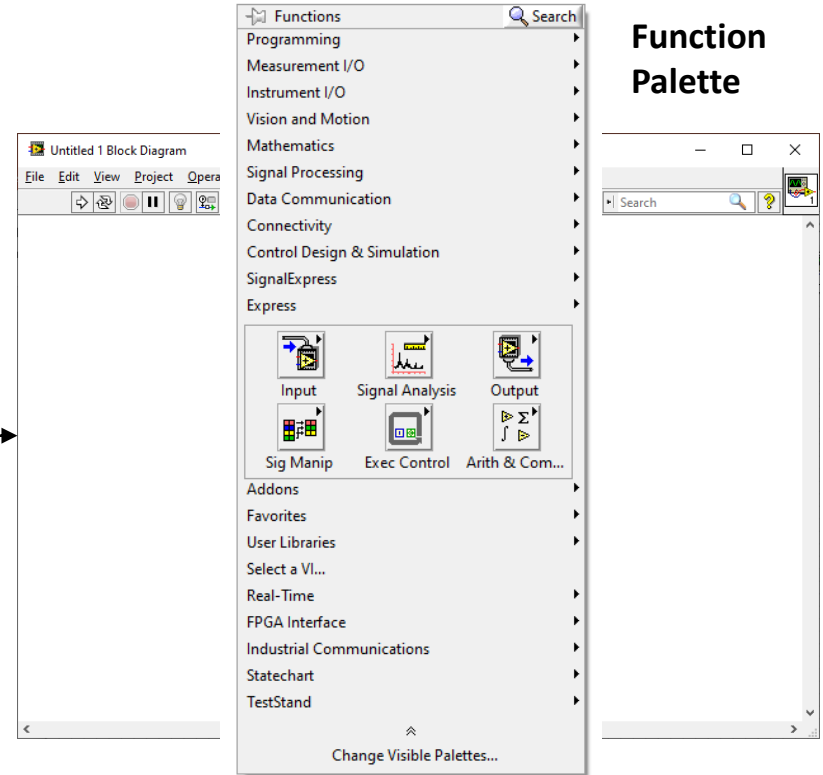 Functions
Search
Function
Palette
Programming
Measurement I/O
Instrument I/O
Vision and Motion
Mathematics
Signal Processing
Data Communication
Connectivity
Control Design & Simulation
SignalExpress
Express
Input
Signal Analysis
Output
Sig Manip
Exec Control
Arith & Com...
Addons
Favorites
User Libraries
Select a VI...
Real-Time
FPGA Interface
Industrial Communications
Statechart
TestStand
Change Visible Palettes...
Untitled 1 Block Diagram
File Edit View Project Opera
Search
1